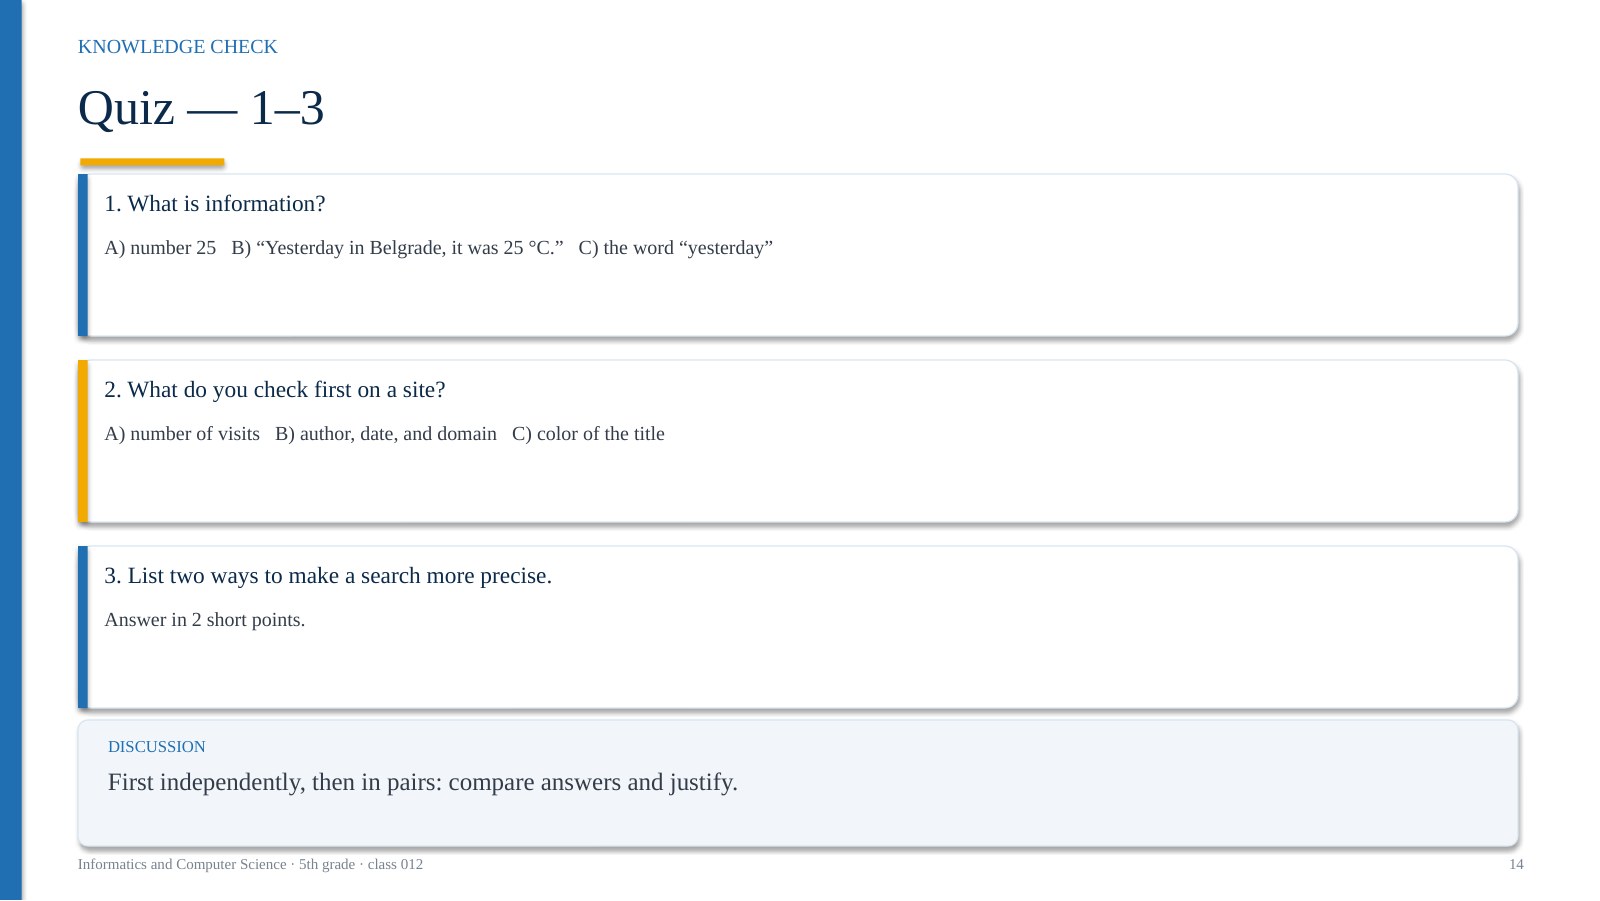 KNOWLEDGE CHECK
Quiz — 1–3
1. What is information?
A) number 25   B) “Yesterday in Belgrade, it was 25 °C.”   C) the word “yesterday”
2. What do you check first on a site?
A) number of visits   B) author, date, and domain   C) color of the title
3. List two ways to make a search more precise.
Answer in 2 short points.
DISCUSSION
First independently, then in pairs: compare answers and justify.
Informatics and Computer Science · 5th grade · class 012
14